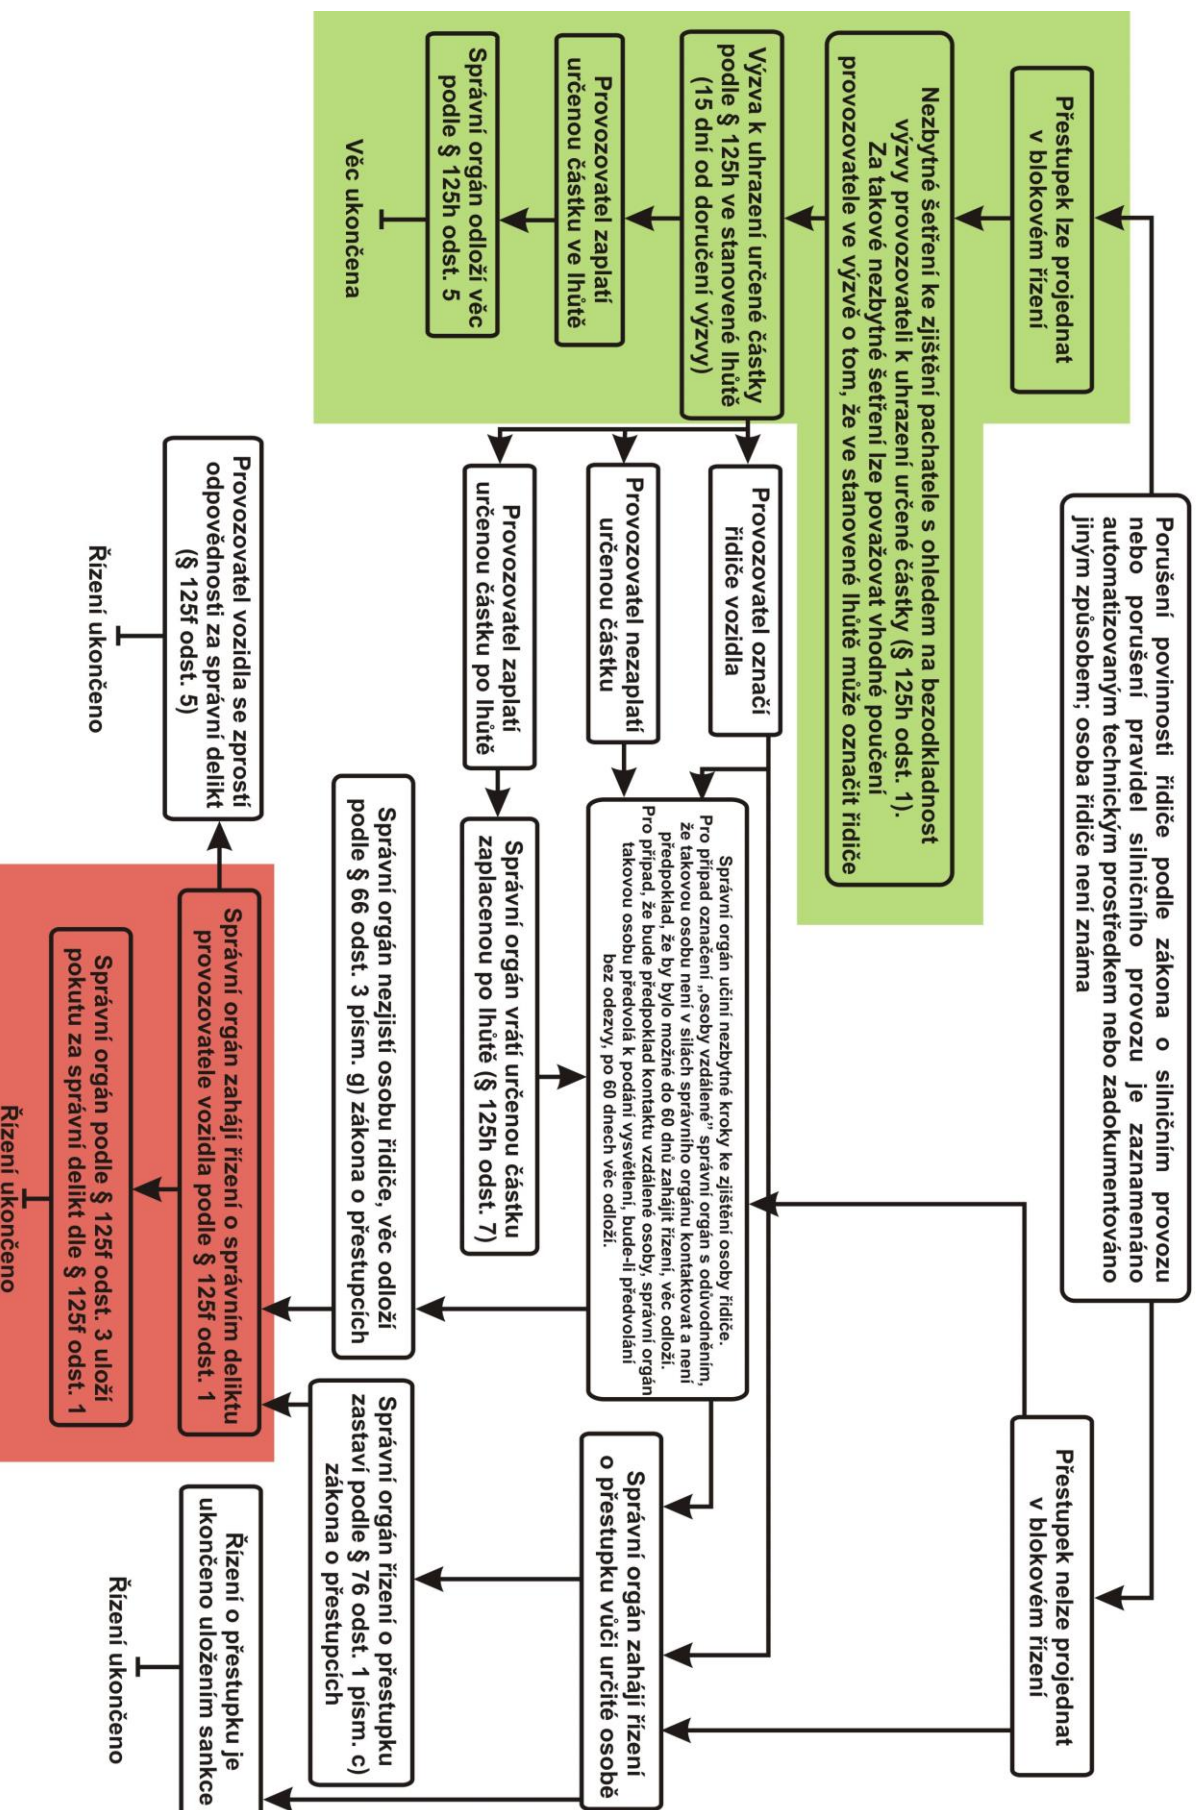 Porušení povinnosti řidiče podle zákona o silničním provozu
nebo porušení pravidel silničního provozu je zaznamenáno
automatizovaným technickým prostředkem nebo zadokumentováno
jiným způsobem; osoba řidiče není známa
Přestupek lze projednat
v blokovém řízení
Přestupek nelze projednat
v blokovém řízení
Nezbytné šetření ke zjištění pachatele s ohledem na bezodkladnost
výzvy provozovateli k uhrazení určené částky (§ 125h odst. 1).
Za takové nezbytné šetření lze považovat vhodné poučení
provozovatele ve výzvě o tom, že ve stanovené lhůtě může označit řidiče
Výzva k uhrazení určené částky
podle § 125h ve stanovené lhůtě
(15 dní od doručení výzvy)
Provozovatel označí
řidiče vozidla
Správní orgán učiní nezbytné kroky ke zjištění osoby řidiče.
Pro případ označení „osoby vzdálené" správní orgán s odůvodněním,
že takovou osobu není v silách správního orgánu kontaktovat a není
předpoklad, že by bylo možné do 60 dnů zahájit řízení, věc odloží.
Pro případ, že bude předpoklad kontaktu vzdálené osoby, správní orgán
takovou osobu předvolá k podání vysvětlení, bude-li předvolání
bez odezvy, po 60 dnech věc odloží.
Provozovatel zaplatí
určenou částku ve lhůtě
Provozovatel nezaplatí
určenou částku
Správní orgán zahájí řízení
o přestupku vůči určité osobě
Správní orgán odloží věc
podle § 125h odst. 5
Provozovatel zaplatí
určenou částku po lhůtě
Správní orgán vrátí určenou částku
zaplacenou po lhůtě (§ 125h odst. 7)
Věc ukončena
Správní orgán nezjistí osobu řidiče, věc odloží
podle § 66 odst. 3 písm. g) zákona o přestupcích
Správní orgán řízení o přestupku
zastaví podle § 76 odst. 1 písm. c)
zákona o přestupcích
Provozovatel vozidla se zprostí
odpovědnosti za správní delikt
(§ 125f odst. 5)
Správní orgán zahájí řízení o správním deliktu
provozovatele vozidla podle § 125f odst. 1
Řízení o přestupku je
ukončeno uložením sankce
Řízení ukončeno
Správní orgán podle § 125f odst. 3 uloží
pokutu za správní delikt dle § 125f odst. 1
Řízení ukončeno
Řízení ukončeno